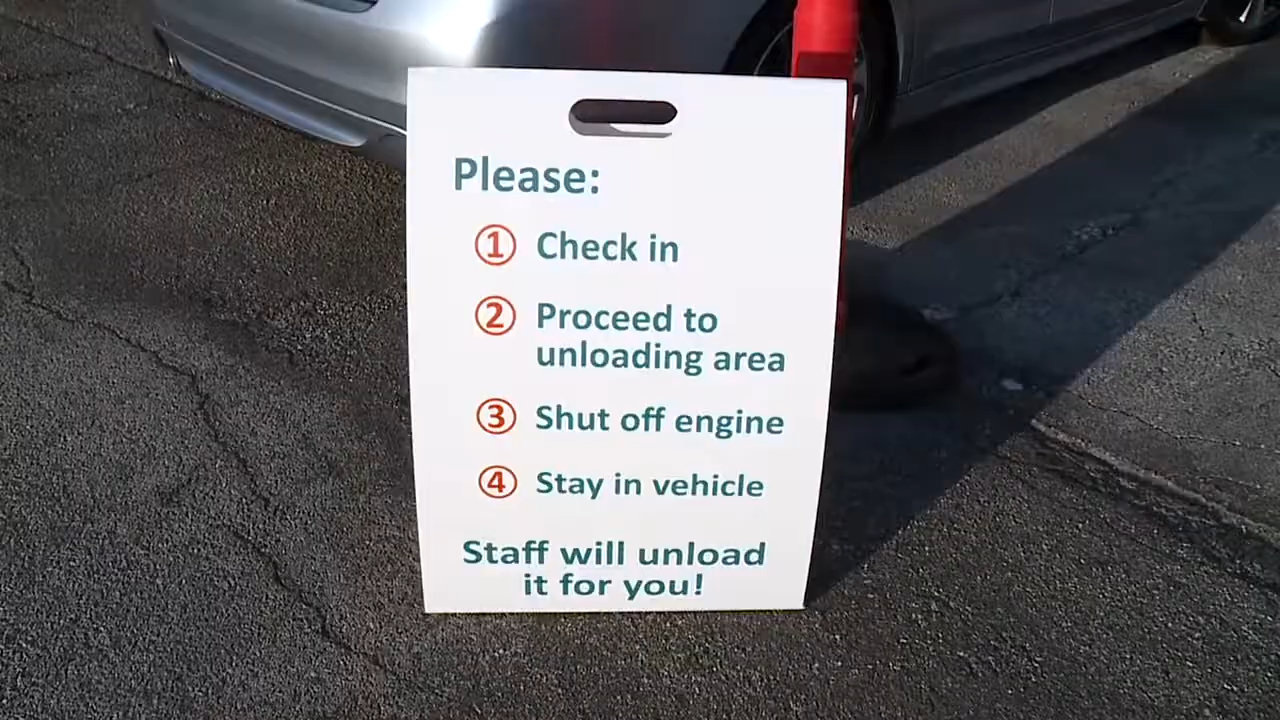 Please:
① Check in
② Proceed to
unloading area
③ Shut off engine
④ Stay in vehicle
Staff will unload
it for you!